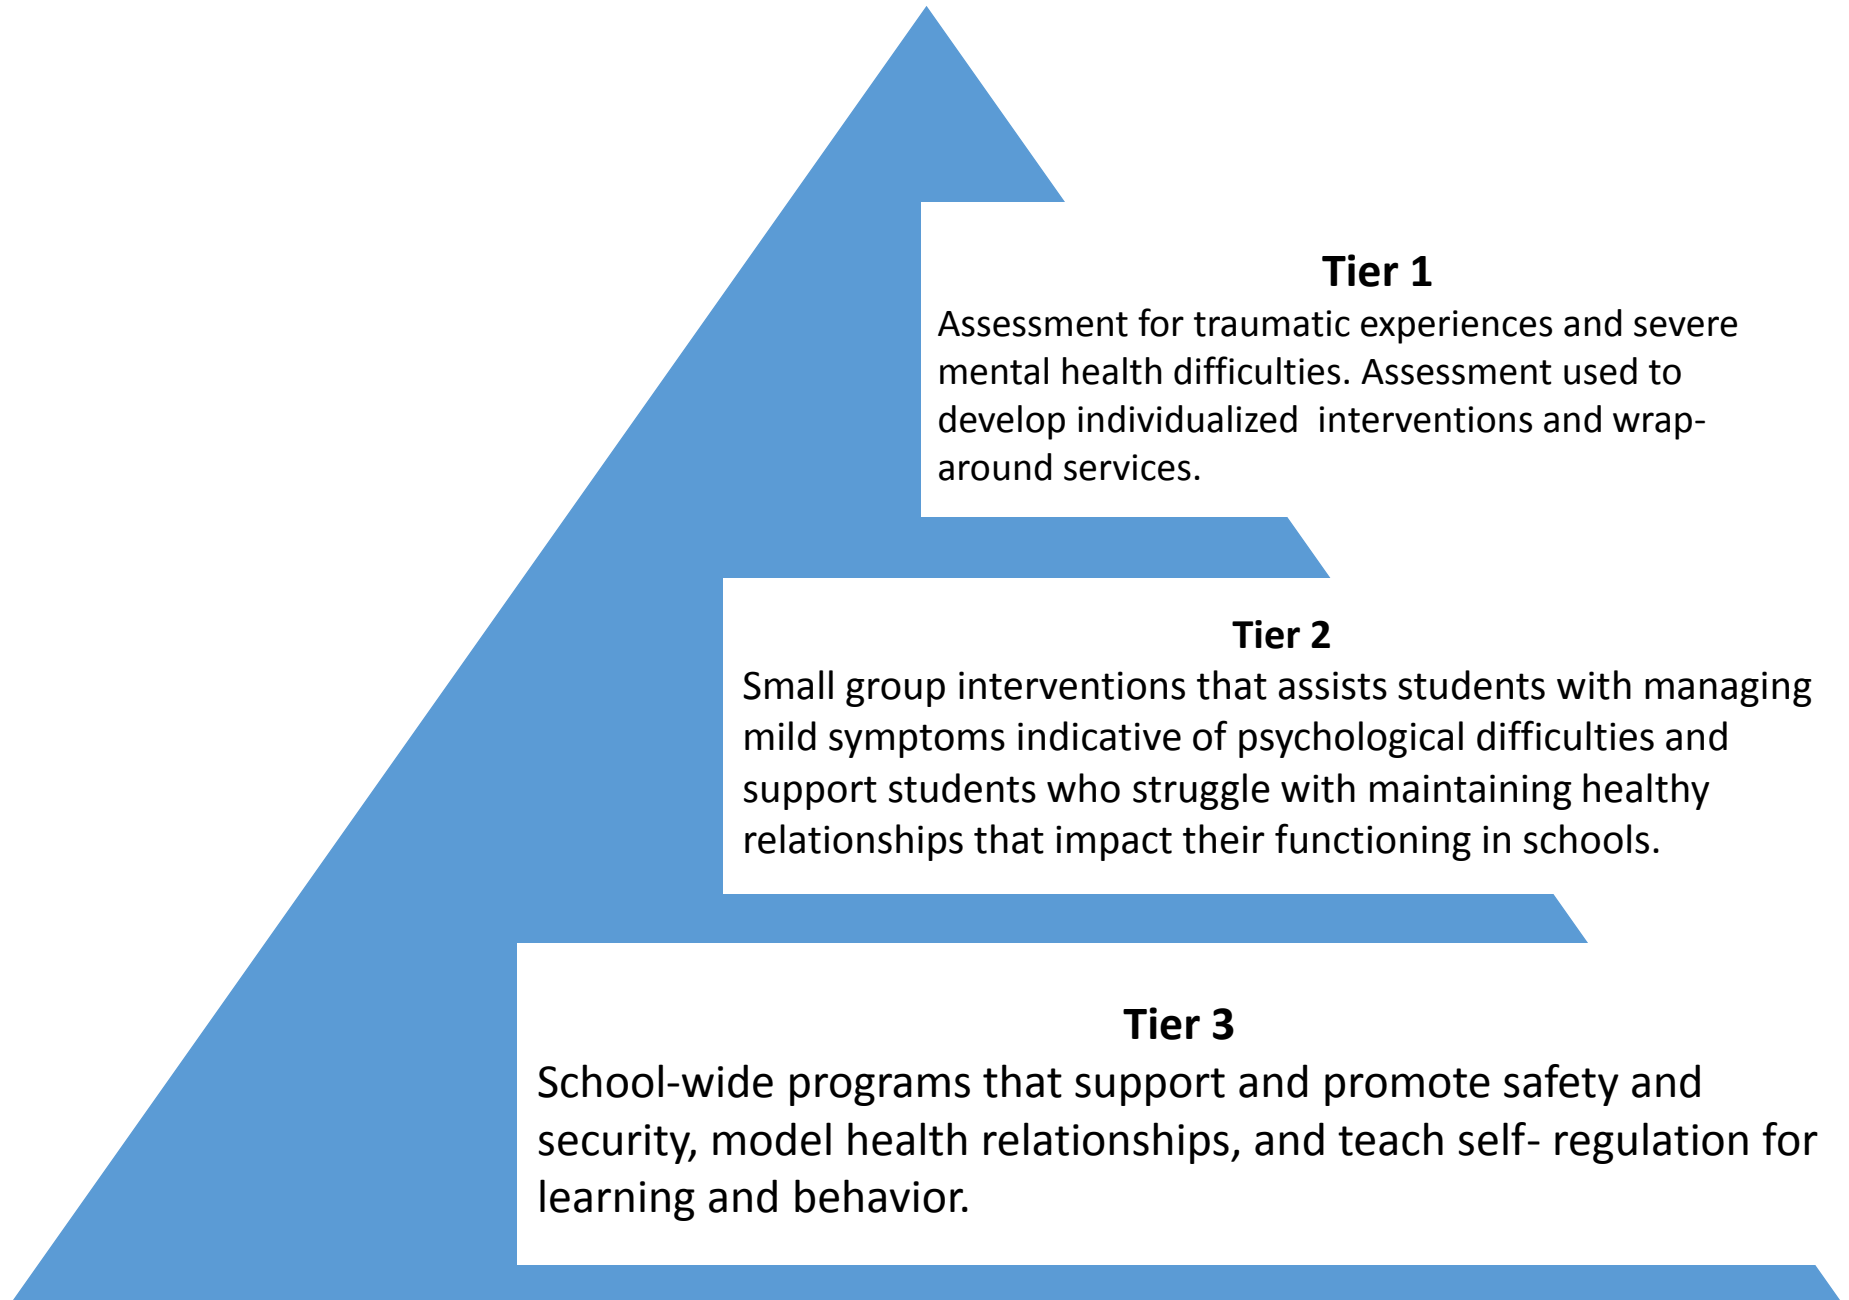 Tier 1
Assessment for traumatic experiences and severe
mental health difficulties. Assessment used to
develop individualized  interventions and wrap-
around services.
Tier 2
Small group interventions that assists students with managing
mild symptoms indicative of psychological difficulties and
support students who struggle with maintaining healthy
relationships that impact their functioning in schools.
Tier 3
School-wide programs that support and promote safety and
security, model health relationships, and teach self- regulation for
learning and behavior.